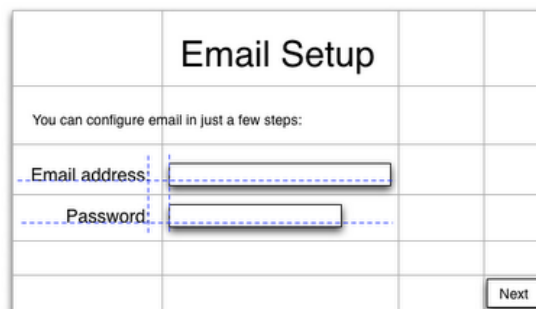 Email Setup
You can configure email in just a few steps:
Email address
Password
Next